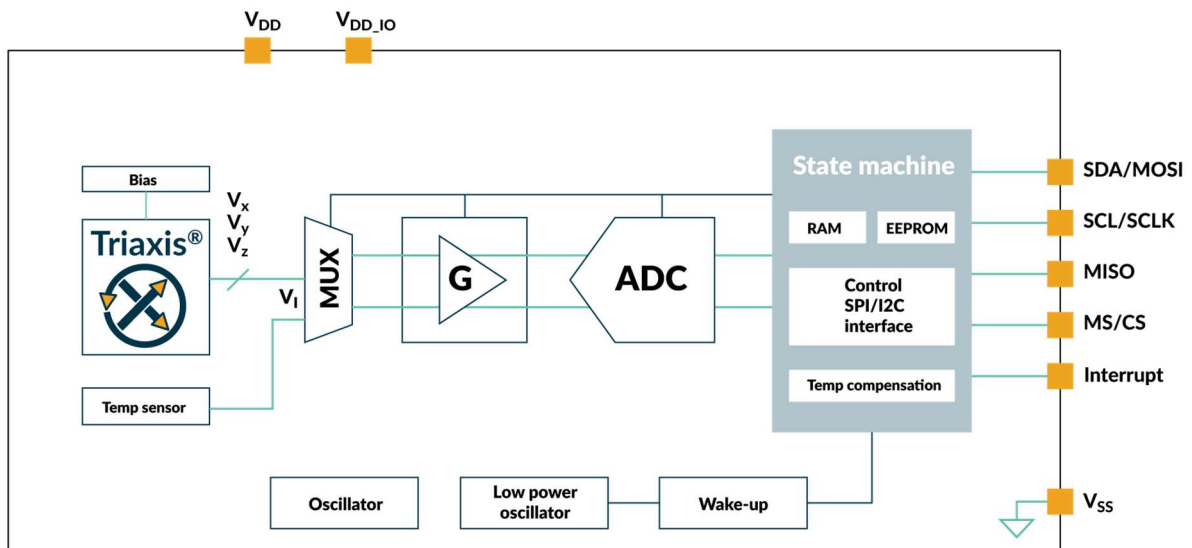 VDD
VDD_IO
Bias
Triaxis®
Vx
Vy
Vz
VI
Temp sensor
MUX
G
ADC
State machine
RAM
EEPROM
Control
SPI/I2C
interface
Temp compensation
SDA/MOSI
SCL/SCLK
MISO
MS/CS
Interrupt
Oscillator
Low power
oscillator
Wake-up
VSS